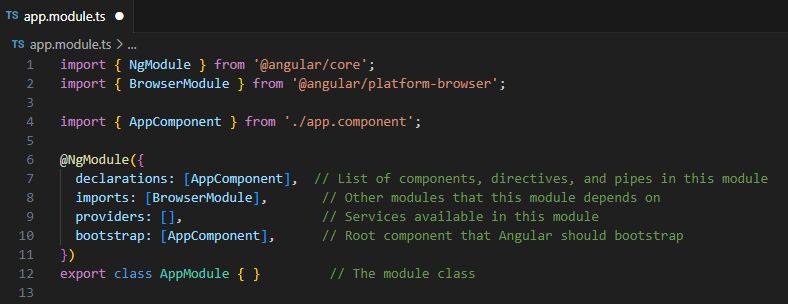 TS app.module.ts ●
TS app.module.ts > ...
1 import { NgModule } from '@angular/core';
2 import { BrowserModule } from '@angular/platform-browser';
3
4 import { AppComponent } from './app.component';
5
6 @NgModule({
7   declarations: [AppComponent],  // List of components, directives, and pipes in this module
8   imports: [BrowserModule],       // Other modules that this module depends on
9   providers: [],                  // Services available in this module
10   bootstrap: [AppComponent],      // Root component that Angular should bootstrap
11 })
12 export class AppModule { }         // The module class
13